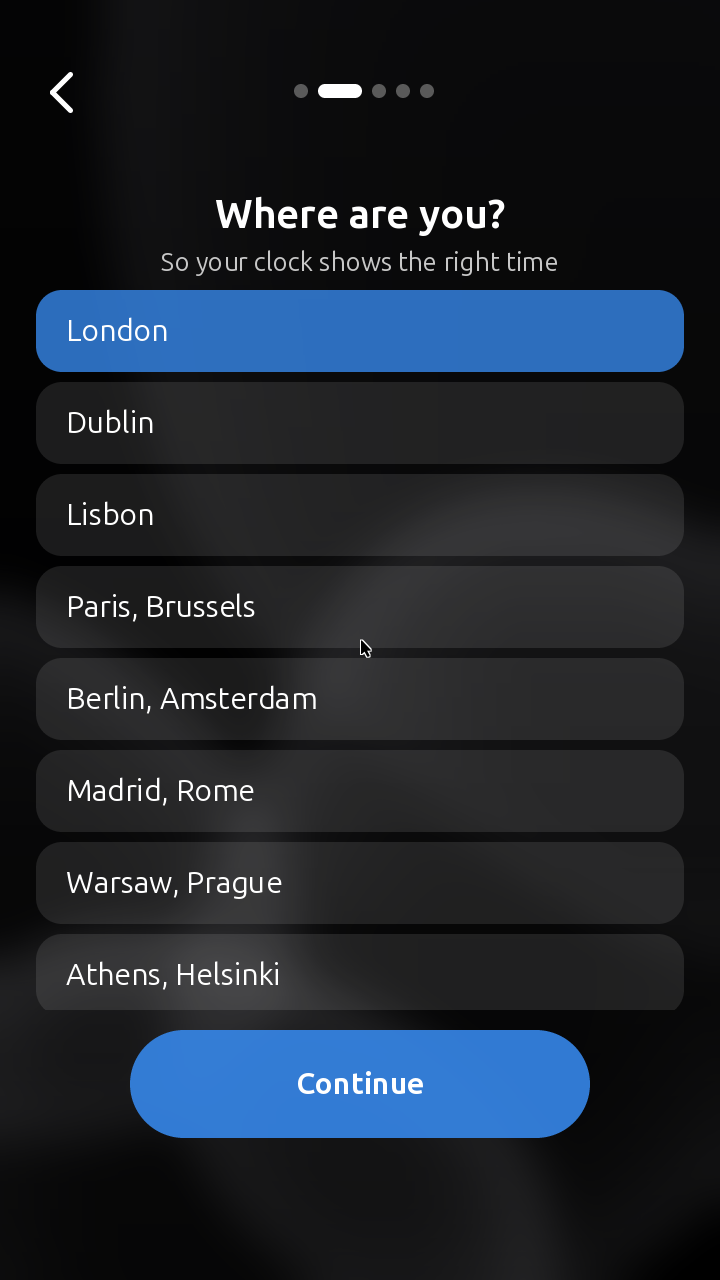 Where are you?
So your clock shows the right time
London
Dublin
Lisbon
Paris, Brussels
Berlin, Amsterdam
Madrid, Rome
Warsaw, Prague
Athens, Helsinki
Continue